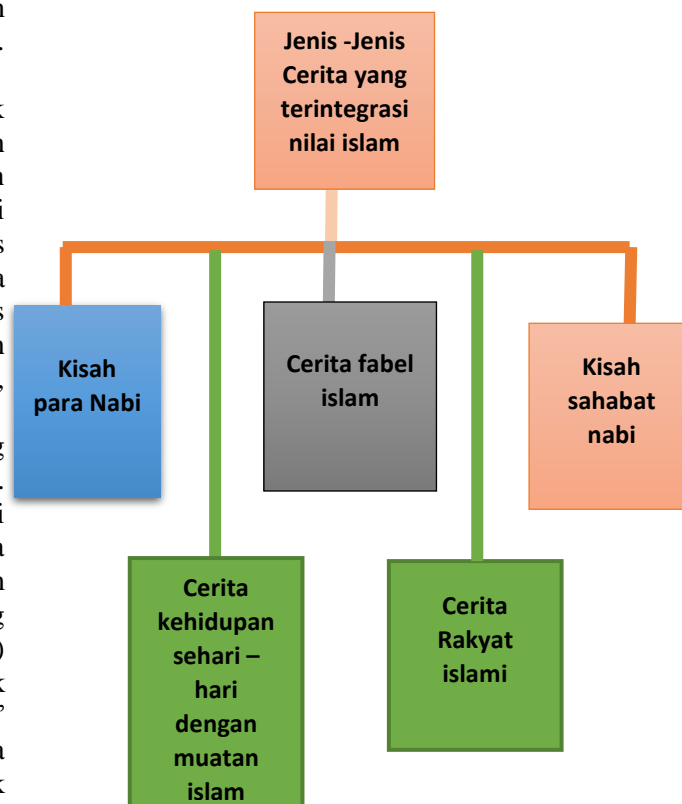 Jenis -Jenis
Cerita yang
terintegrasi
nilai islam
Kisah
para Nabi
Cerita fabel
islam
Kisah
sahabat
nabi
Cerita
kehidupan
sehari –
hari
dengan
muatan
islam
Cerita
Rakyat
islami